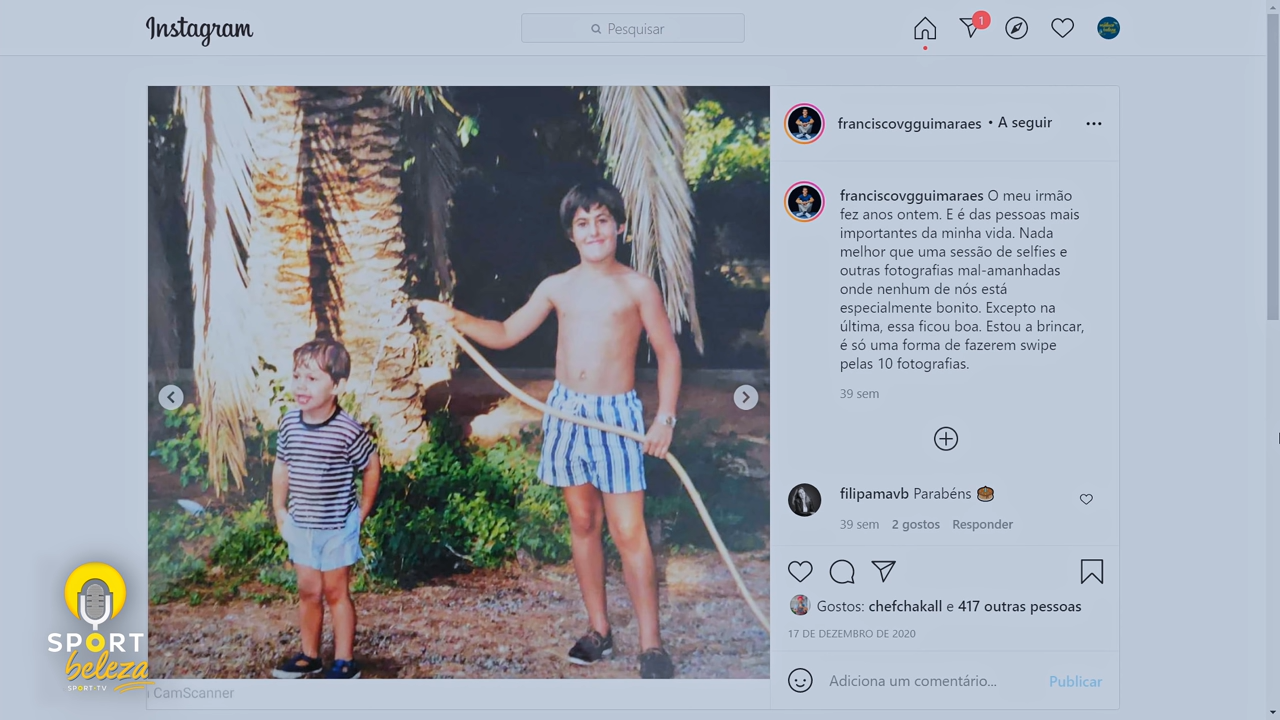 Instagram
Pesquisar
1
franciscovgguimaraes • A seguir
franciscovgguimaraes O meu irmão
fez anos ontem. E é das pessoas mais
importantes da minha vida. Nada
melhor que uma sessão de selfies e
outras fotografias mal-amanhadas
onde nenhum de nós está
especialmente bonito. Excepto na
última, essa ficou boa. Estou a brincar,
é só uma forma de fazerem swipe
pelas 10 fotografias.
39 sem
filipamavb Parabéns
39 sem 2 gostos Responder
Gostos: chefchakall e 417 outras pessoas
17 DE DEZEMBRO DE 2020
Adiciona um comentário... Publicar
SPORT
beleza
SPORT•TV
CamScanner